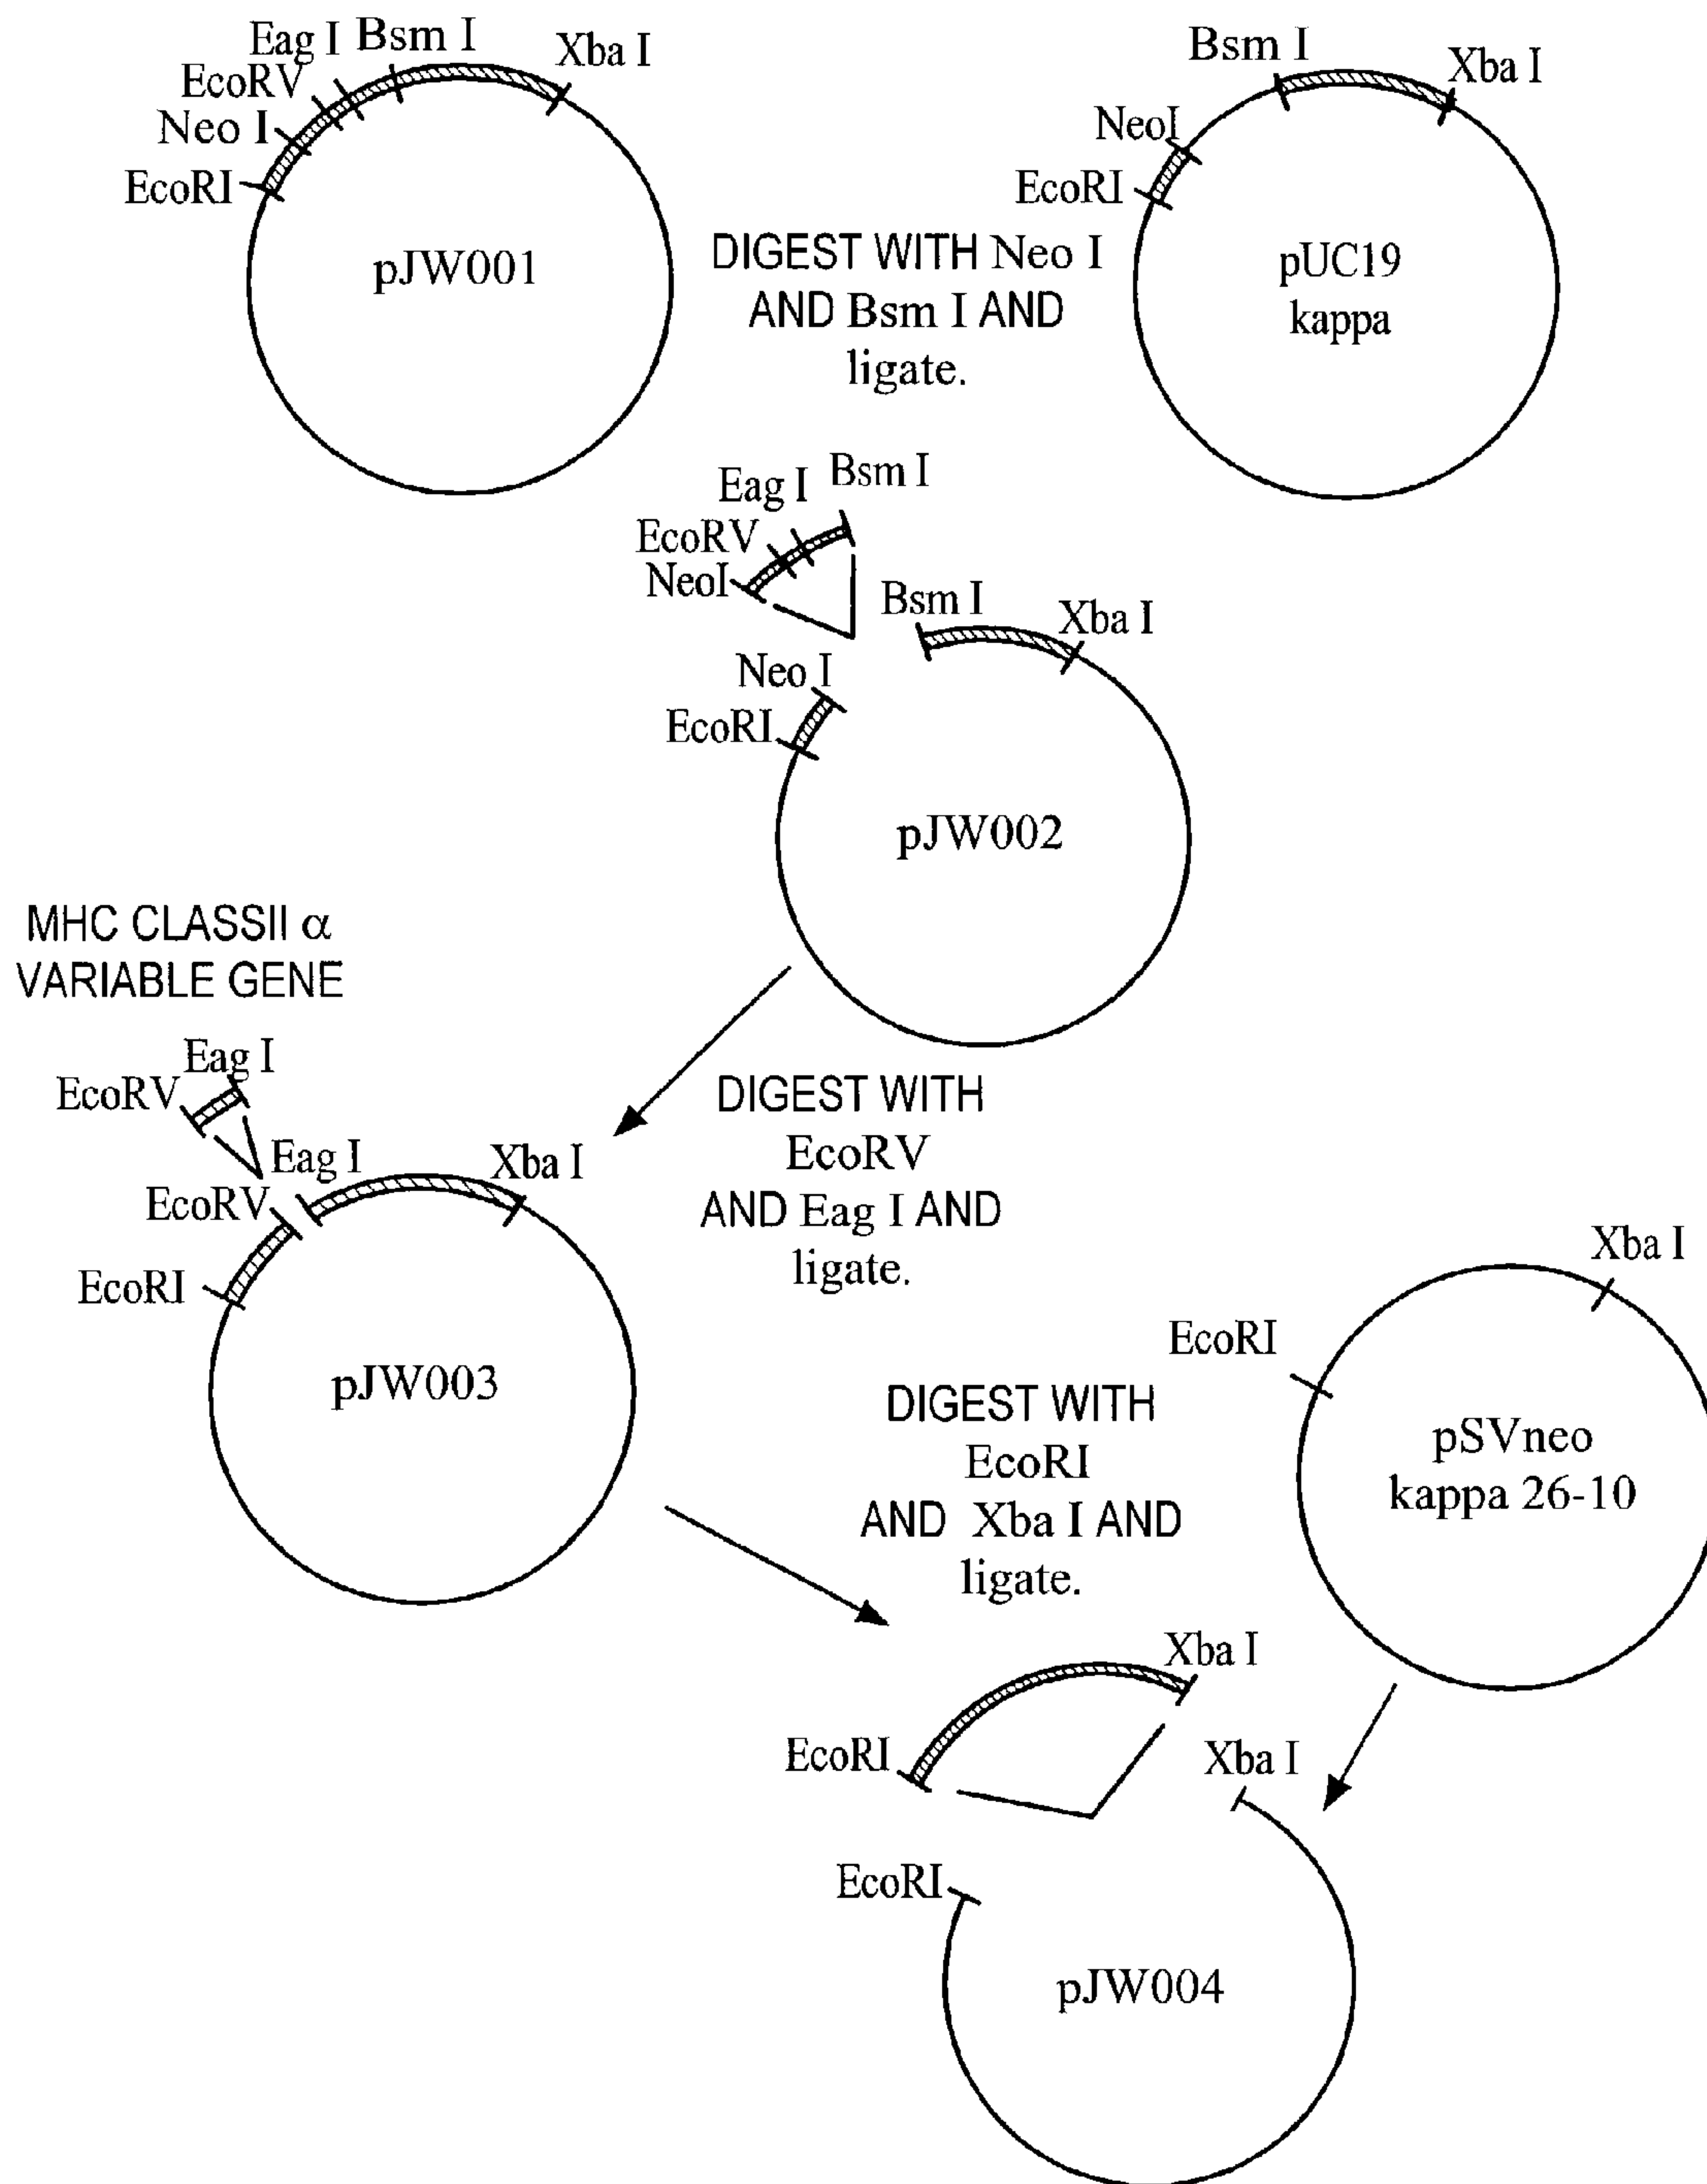 Eag I
Bsm I
Xba I
EcoRV
Neo I
EcoRI
pJW001
Bsm I
Xba I
NeoI
EcoRI
pUC19
kappa
DIGEST WITH Neo I
AND Bsm I AND
ligate.
Eag I
Bsm I
EcoRV
NeoI
Bsm I
Xba I
Neo I
EcoRI
pJW002
MHC CLASSII α
VARIABLE GENE
Eag I
EcoRV
Eag I
Xba I
EcoRV
EcoRI
pJW003
DIGEST WITH
EcoRV
AND Eag I AND
ligate.
Xba I
EcoRI
pSVneo
kappa 26-10
DIGEST WITH
EcoRI
AND Xba I AND
ligate.
Xba I
EcoRI
Xba I
EcoRI
pJW004